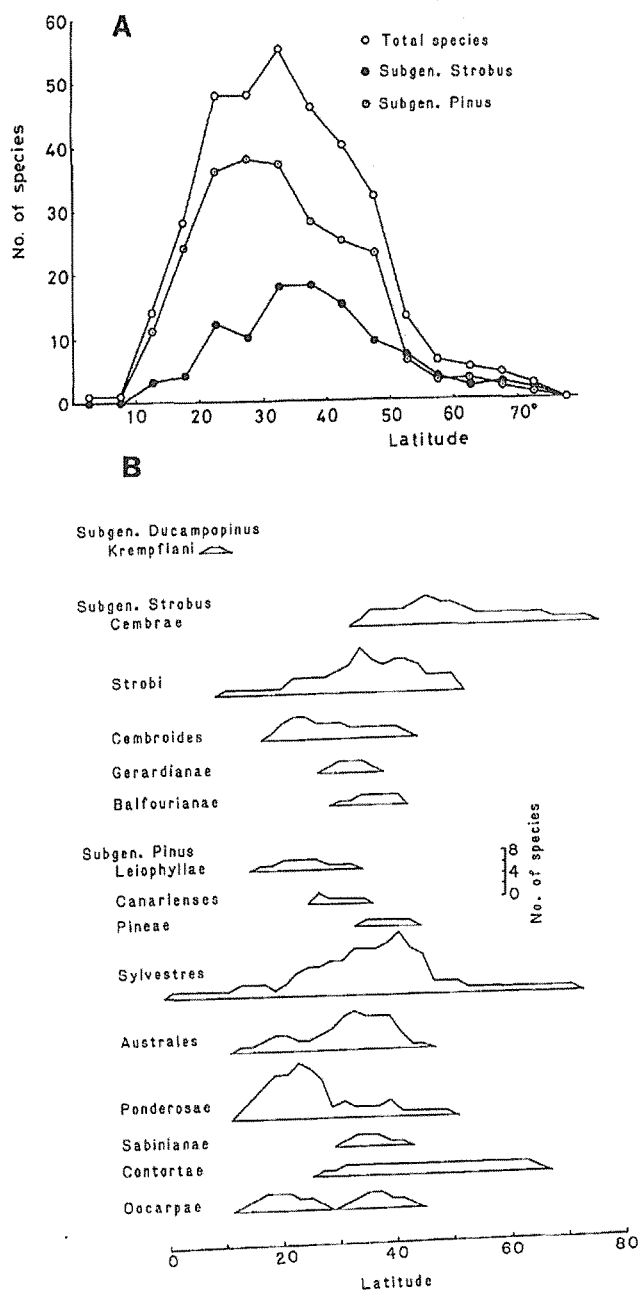 A
60
50
40
30
20
10
0
No. of species
Total species
Subgen. Strobus
Subgen. Pinus
10 20 30 40 50 60 70°
Latitude
B
Subgen. Ducampopinus
Krempfiani
Subgen. Strobus
Cembrae
Strobi
Cembroides
Gerardianae
Balfourianae
Subgen. Pinus
Leiophyllae
Canarienses
Pineae
Sylvestres
Australes
Ponderosae
Sabinianae
Contortae
Oocarpae
8
4
0
No. of species
0 20 40 60 80
Latitude